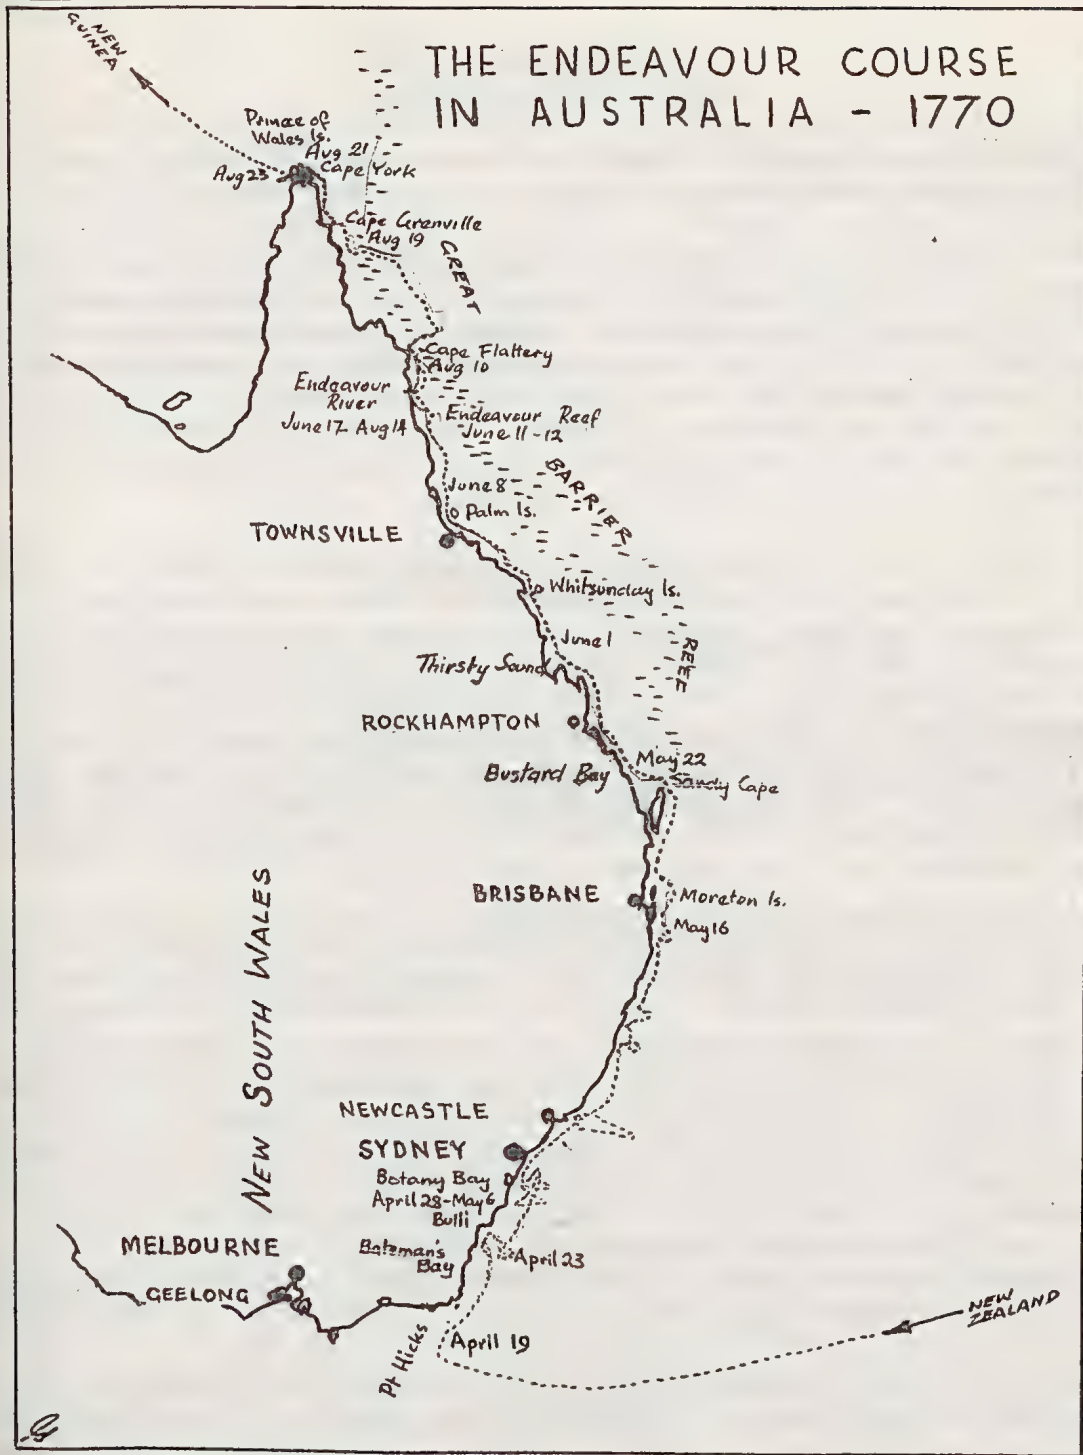 THE ENDEAVOUR COURSE
IN AUSTRALIA - 1770
NEW
GUINEA
Prince of
Wales Is.
Aug 21
Aug 23
Cape York
Cape Grenville
Aug 19
GREAT
Cape Flattery
Aug 10
Endeavour
River
June 17- Aug 14
Endeavour Reef
June 11-12
BARRIER
June 8
Palm Is.
TOWNSVILLE
Whitsunday Is.
June 1
REEF
Thirsty Sound
ROCKHAMPTON
May 22
Bustard Bay
Sandy Cape
BRISBANE
Moreton Is.
May 16
NEW SOUTH WALES
NEWCASTLE
SYDNEY
Botany Bay
April 28-May 6
Bulli
MELBOURNE
Bateman's
Bay
April 23
GEELONG
NEW
ZEALAND
April 19
Pt Hicks